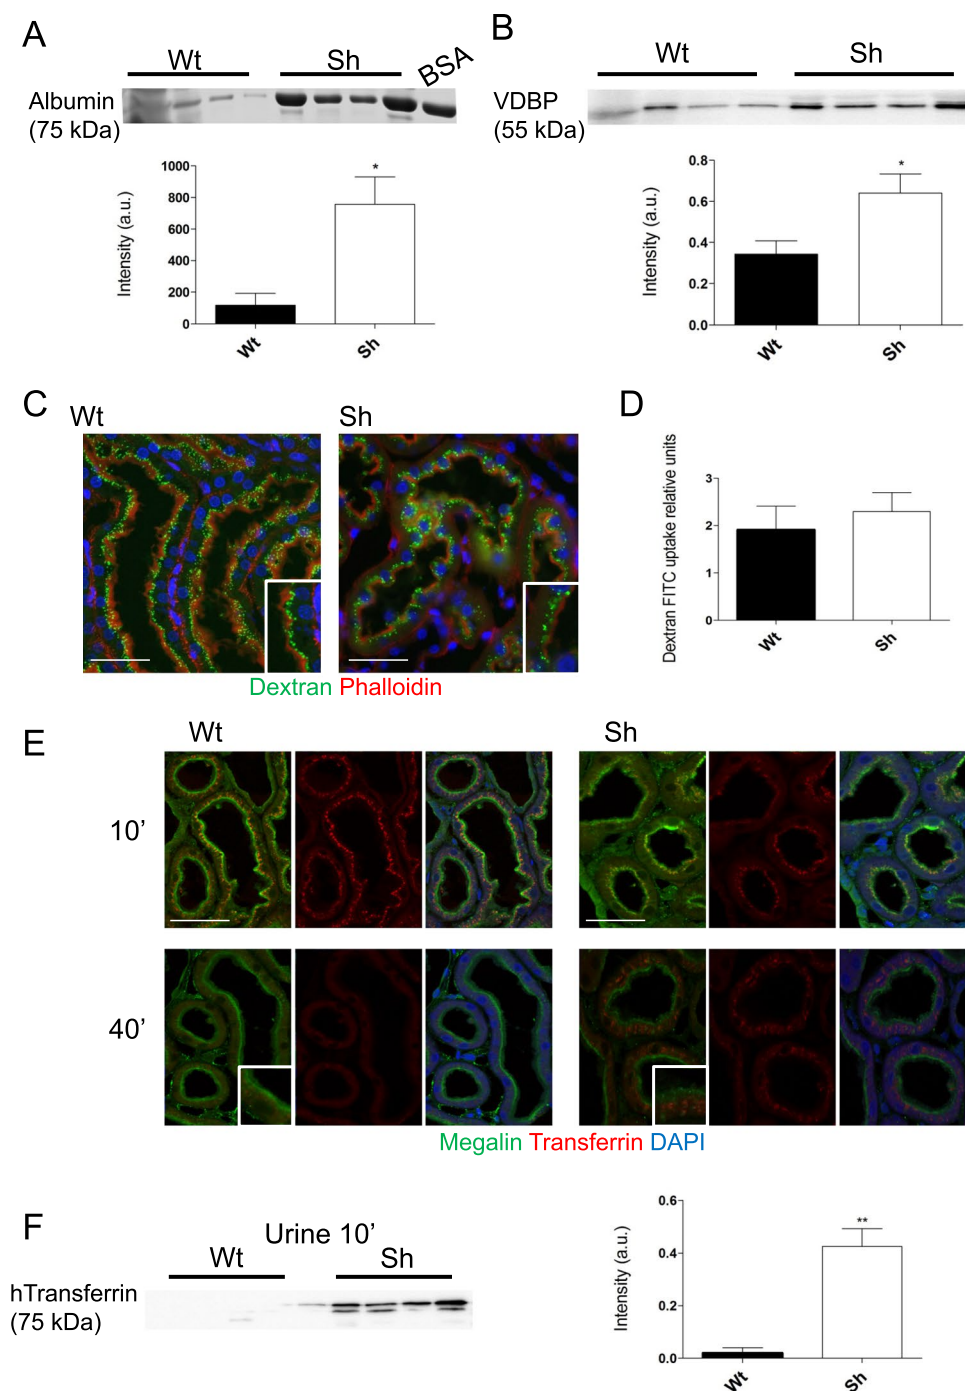 A
Wt
Sh
BSA
Albumin
(75 kDa)
Intensity (a.u.)
1000
800
600
400
200
0
*
Wt
Sh
B
Wt
Sh
VDBP
(55 kDa)
Intensity (a.u.)
0.8
0.6
0.4
0.2
0.0
*
Wt
Sh
C
Wt
Sh
Dextran Phalloidin
D
Dextran FITC uptake relative units
3
2
1
0
Wt
Sh
E
Wt
Sh
10’
40’
Megalin Transferrin DAPI
F
Urine 10’
Wt
Sh
hTransferrin
(75 kDa)
Intensity (a.u.)
0.6
0.4
0.2
0.0
**
Wt
Sh